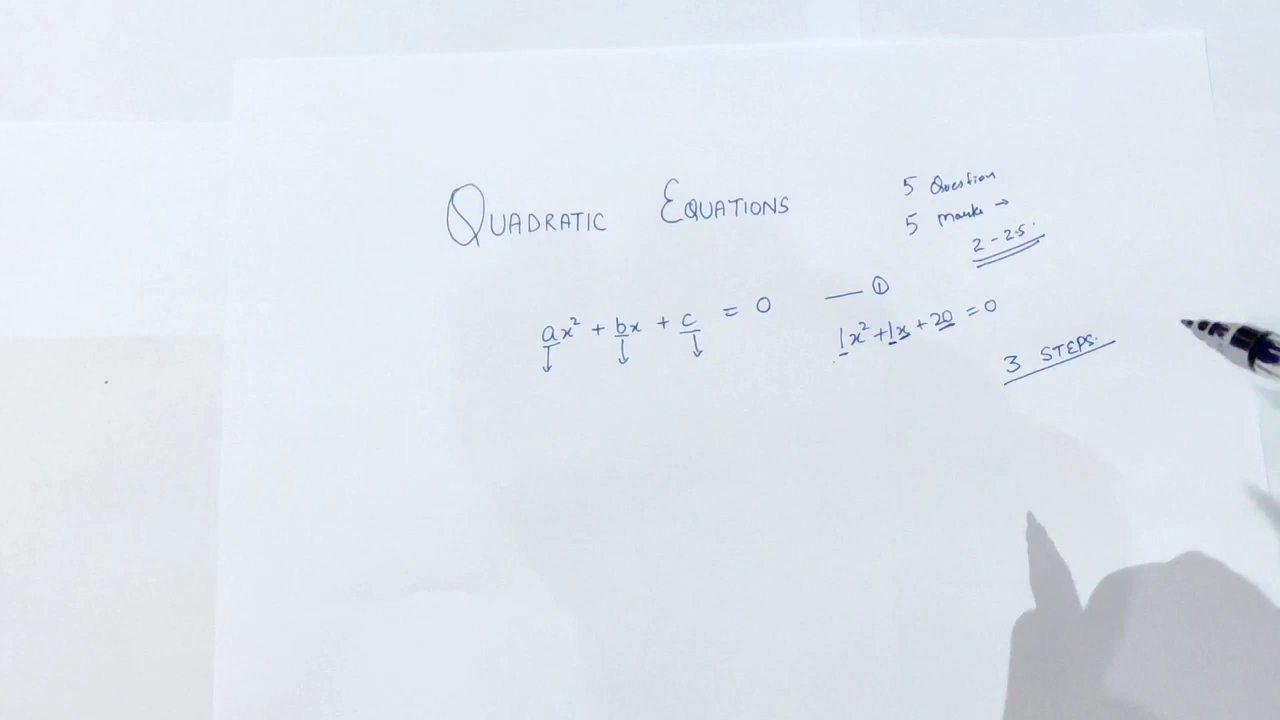 QUADRATIC EQUATIONS
5 Question
5 Marks →
2 - 2.5.
ax² + bx + c = 0 — ①
1x² + 1x + 20 = 0
3 STEPS.